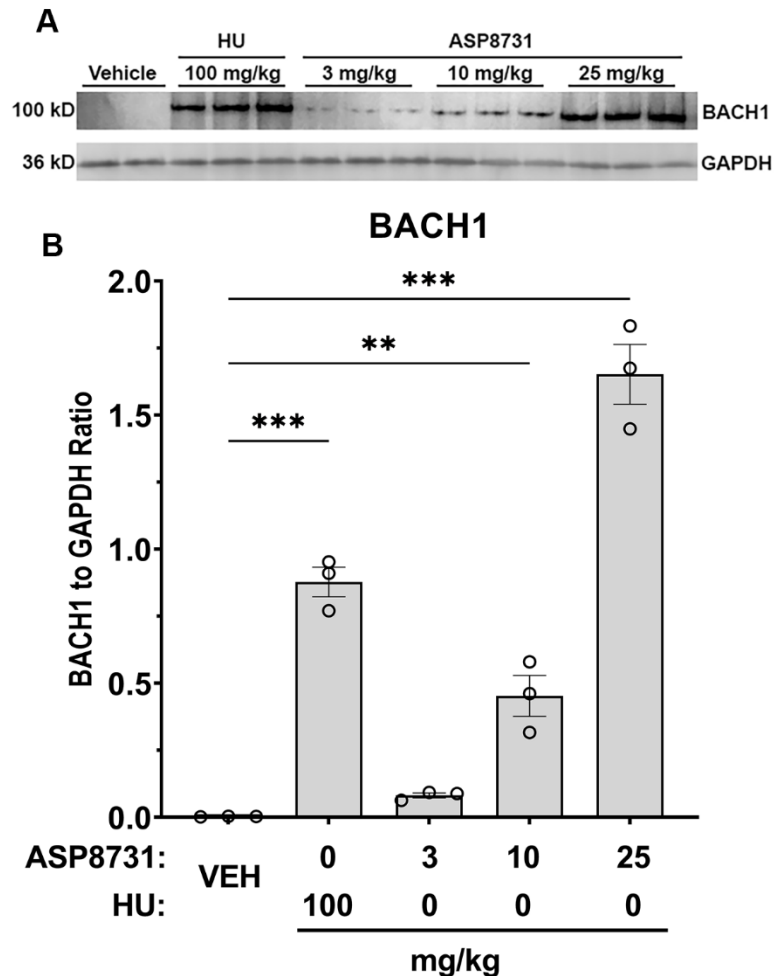 A
HU ASP8731
Vehicle 100 mg/kg 3 mg/kg 10 mg/kg 25 mg/kg
100 kD BACH1
36 kD GAPDH
BACH1
B
2.0
***
**
1.5
***
BACH1 to GAPDH Ratio
1.0
0.5
0.0
ASP8731: VEH 0 3 10 25
HU: 100 0 0 0
mg/kg